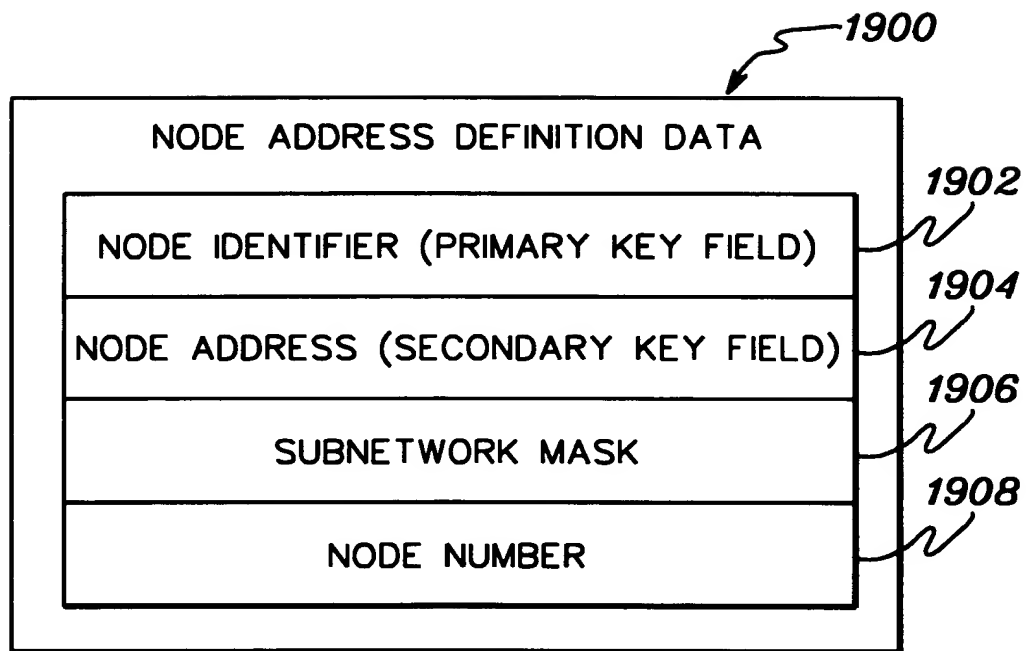 1900
NODE ADDRESS DEFINITION DATA
1902
NODE IDENTIFIER (PRIMARY KEY FIELD)
1904
NODE ADDRESS (SECONDARY KEY FIELD)
1906
SUBNETWORK MASK
1908
NODE NUMBER